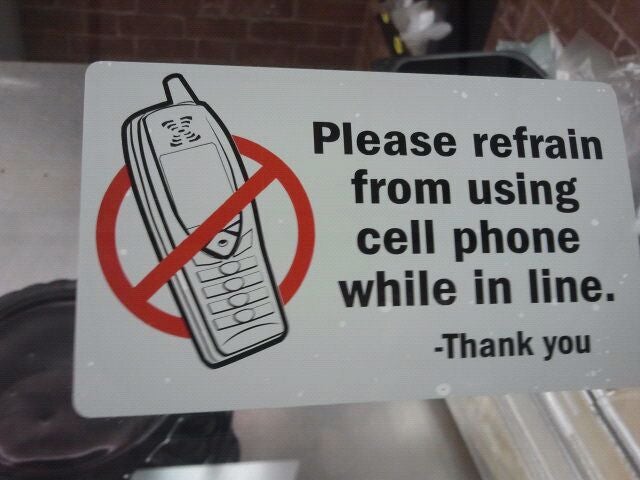 Please refrain
from using
cell phone
while in line.
-Thank you